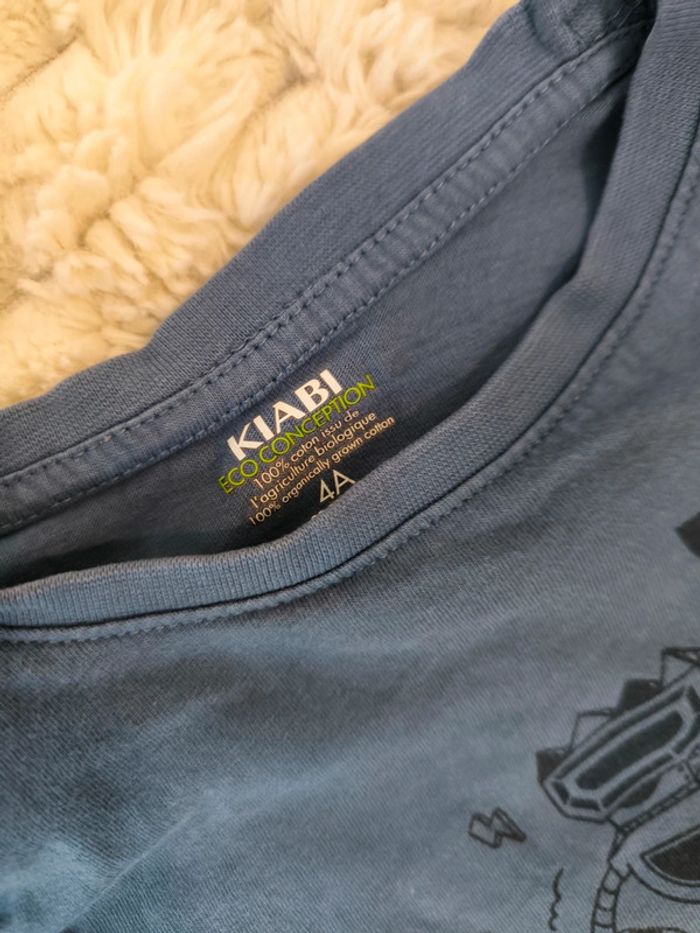 KIABI
ECO CONCEPTION
100% coton issu de
l'agriculture biologique
100% organically grown cotton
4A